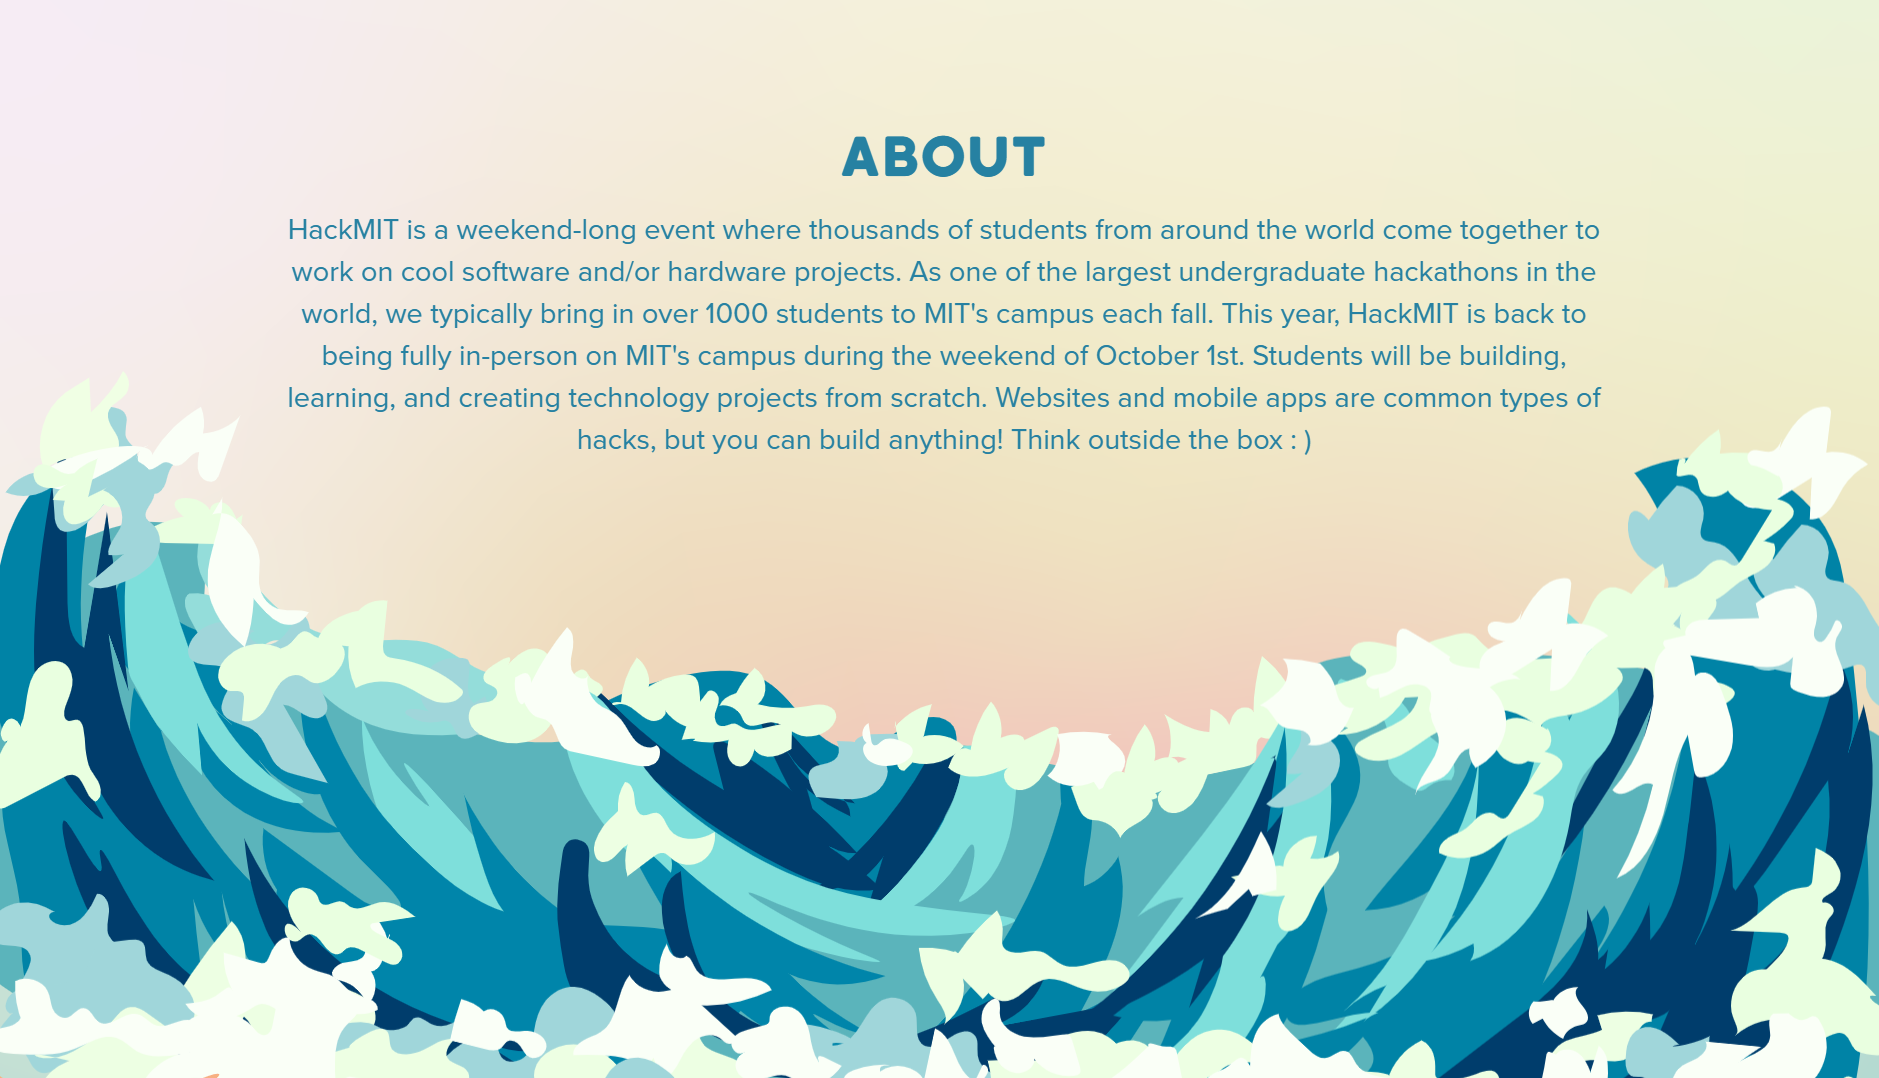 ABOUT
HackMIT is a weekend-long event where thousands of students from around the world come together to
work on cool software and/or hardware projects. As one of the largest undergraduate hackathons in the
world, we typically bring in over 1000 students to MIT's campus each fall. This year, HackMIT is back to
being fully in-person on MIT's campus during the weekend of October 1st. Students will be building,
learning, and creating technology projects from scratch. Websites and mobile apps are common types of
hacks, but you can build anything! Think outside the box : )